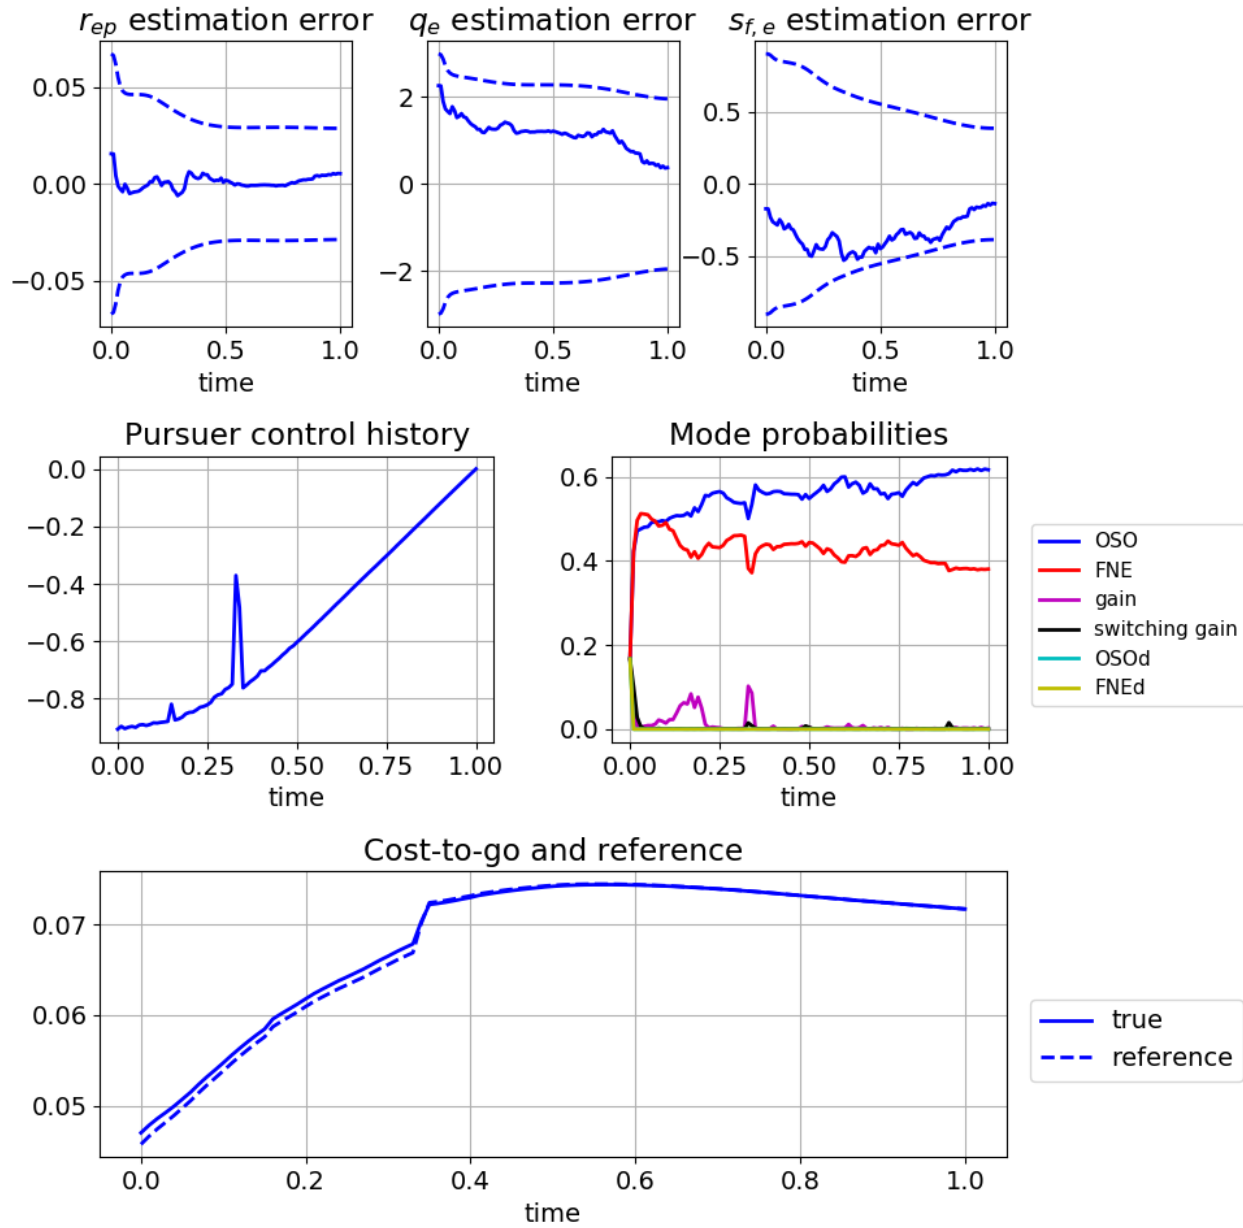 r_ep estimation error q_e estimation error s_f,e estimation error
0.05
0.00
−0.05
2
0
−2
0.5
0.0
−0.5
0.0 0.5 1.0 0.0 0.5 1.0 0.0 0.5 1.0
time time time
Pursuer control history
0.0
−0.2
−0.4
−0.6
−0.8
0.00 0.25 0.50 0.75 1.00
time
Mode probabilities
0.6
0.4
0.2
0.0
0.00 0.25 0.50 0.75 1.00
time
OSO
FNE
gain
switching gain
OSOd
FNEd
Cost-to-go and reference
0.07
0.06
0.05
0.0 0.2 0.4 0.6 0.8 1.0
time
true
reference